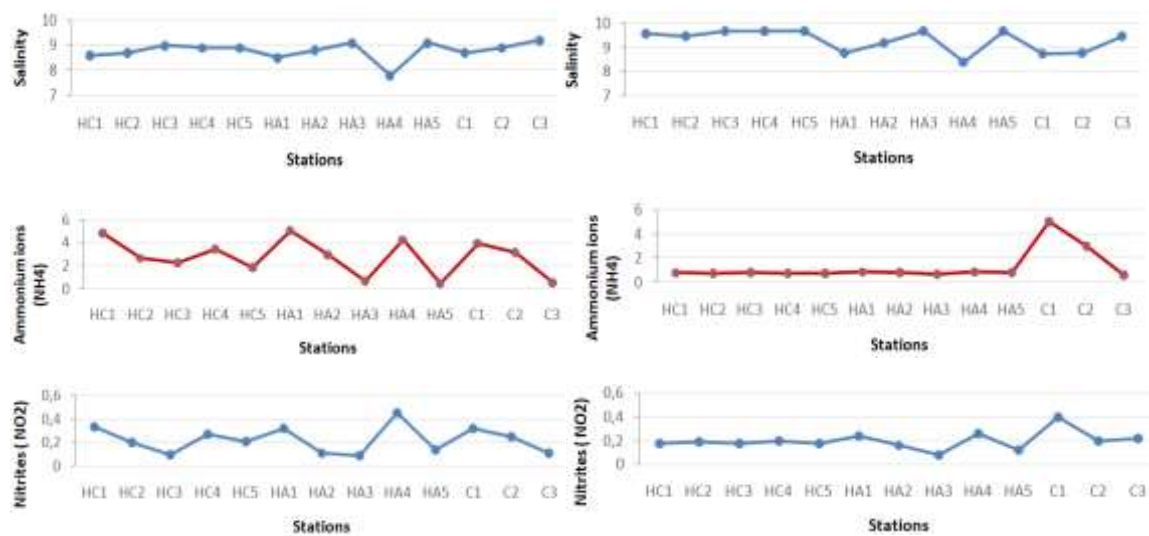 Salinity
10
9
8
7
HC1 HC2 HC3 HC4 HC5 HA1 HA2 HA3 HA4 HA5 C1 C2 C3
Stations
Salinity
10
9
8
7
HC1 HC2 HC3 HC4 HC5 HA1 HA2 HA3 HA4 HA5 C1 C2 C3
Stations
Ammonium ions
(NH4)
6
4
2
0
HC1 HC2 HC3 HC4 HC5 HA1 HA2 HA3 HA4 HA5 C1 C2 C3
Stations
Ammonium ions
(NH4)
6
4
2
0
HC1 HC2 HC3 HC4 HC5 HA1 HA2 HA3 HA4 HA5 C1 C2 C3
Stations
Nitrites ( NO2)
0,6
0,4
0,2
0
HC1 HC2 HC3 HC4 HC5 HA1 HA2 HA3 HA4 HA5 C1 C2 C3
Stations
Nitrites ( NO2)
0,6
0,4
0,2
0
HC1 HC2 HC3 HC4 HC5 HA1 HA2 HA3 HA4 HA5 C1 C2 C3
Stations